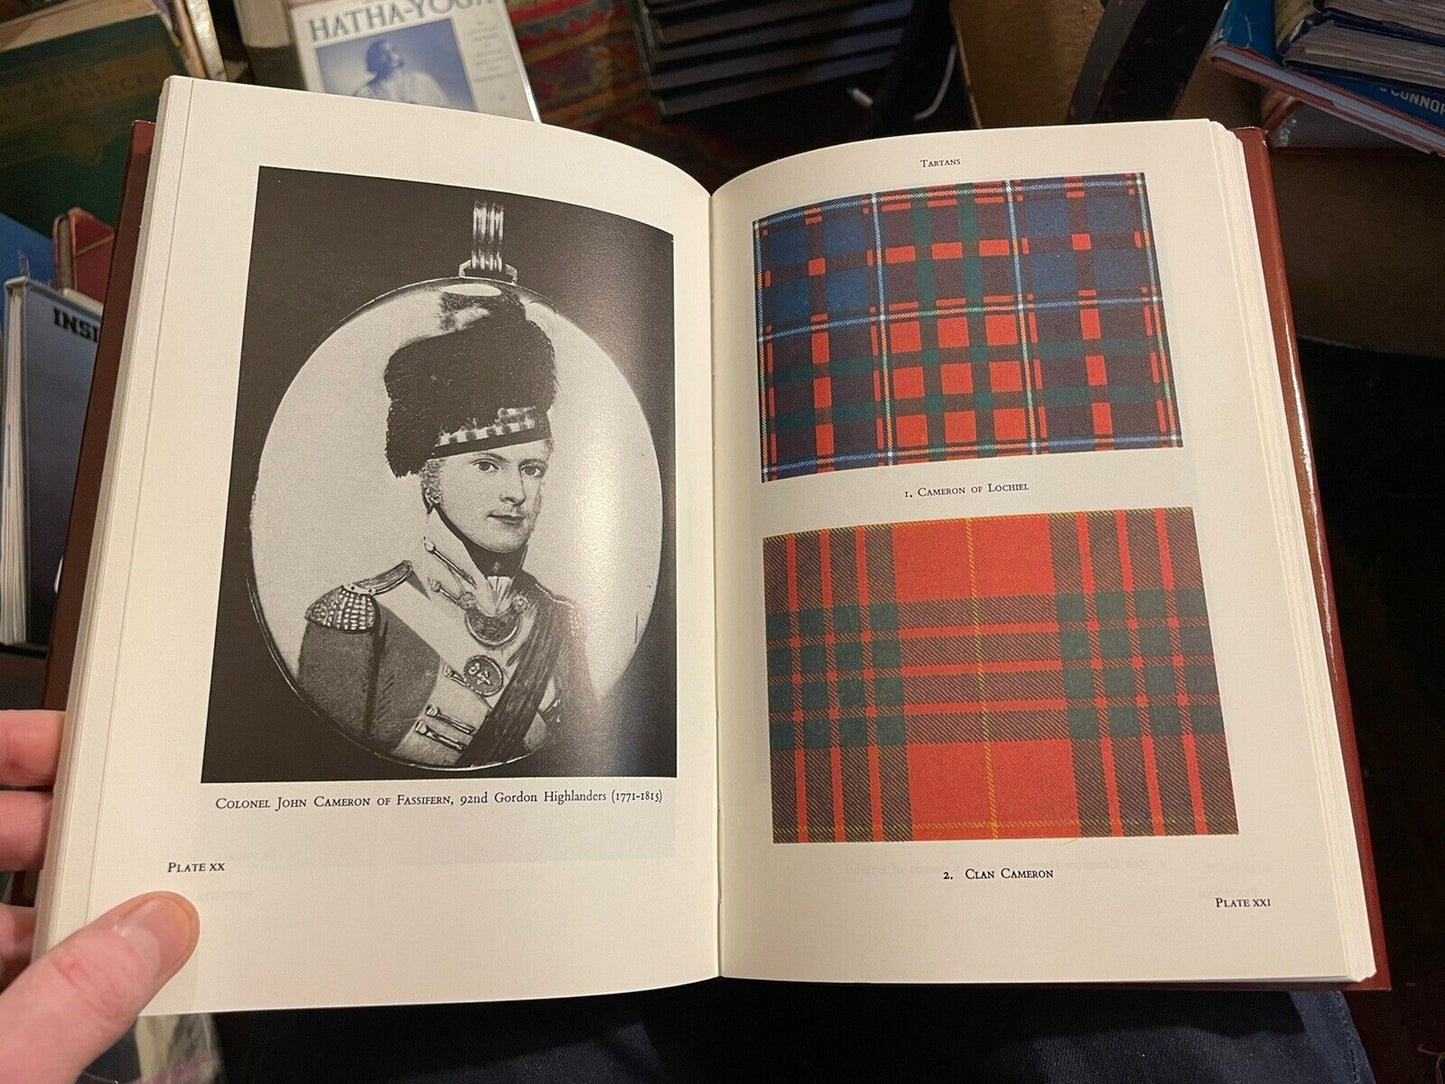 HATHA-YOGA
INSI
O'CONNOR
COLONEL JOHN CAMERON OF FASSIFERN, 92nd Gordon Highlanders (1771-1815)
PLATE XX
TARTANS
1. CAMERON OF LOCHIEL
2. CLAN CAMERON
PLATE XXI